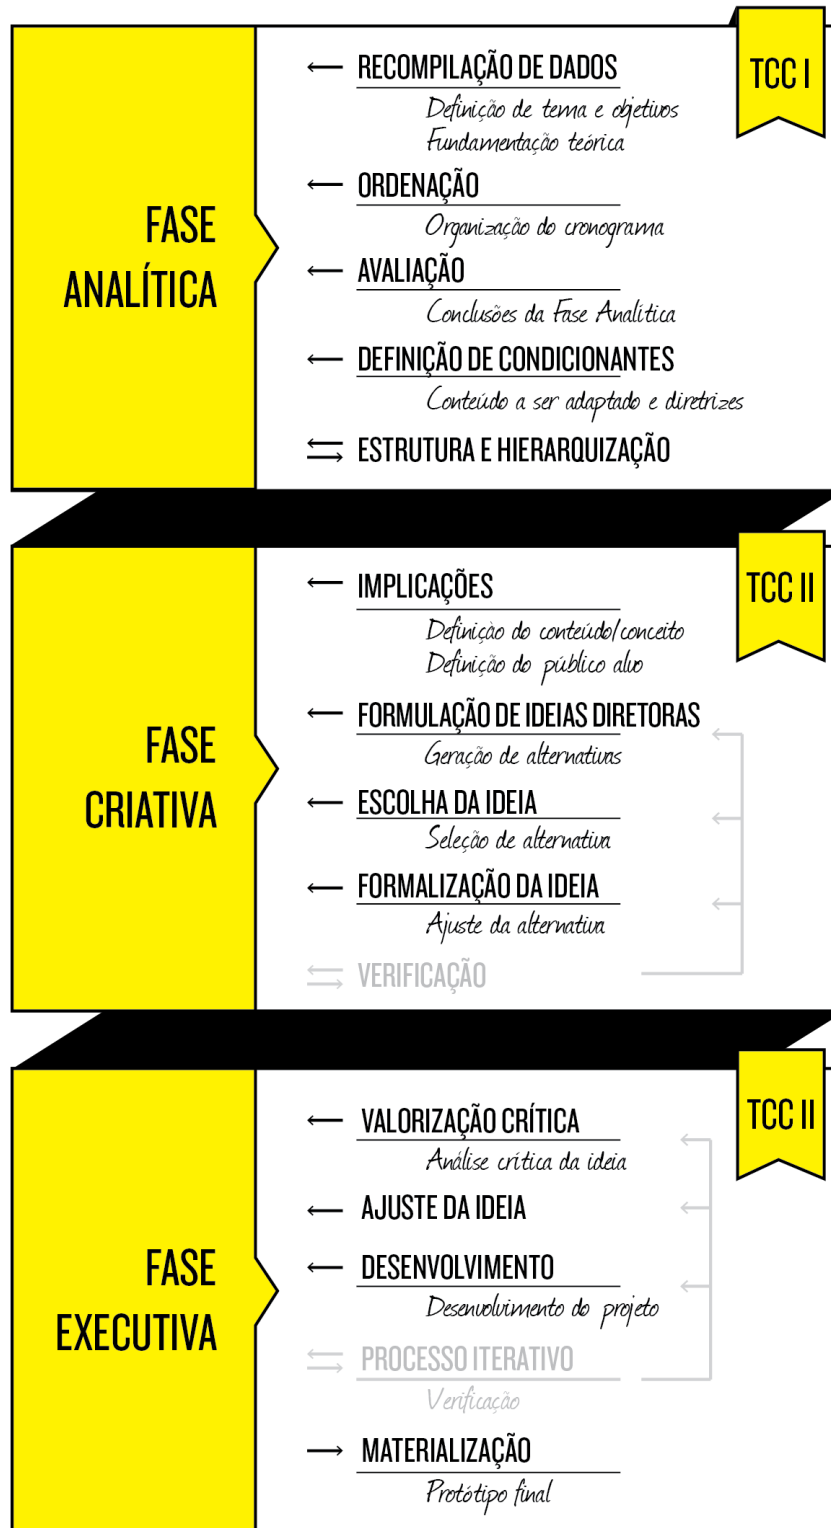 TCC I
FASE
ANALÍTICA
RECOMPILAÇÃO DE DADOS
Definição de tema e objetivos
Fundamentação teórica
ORDENAÇÃO
Organização do cronograma
AVALIAÇÃO
Conclusões da Fase Analítica
DEFINIÇÃO DE CONDICIONANTES
Conteúdo a ser adaptado e diretrizes
ESTRUTURA E HIERARQUIZAÇÃO
TCC II
FASE
CRIATIVA
IMPLICAÇÕES
Definição do conteúdo/conceito
Definição do público alvo
FORMULAÇÃO DE IDEIAS DIRETORAS
Geração de alternativas
ESCOLHA DA IDEIA
Seleção de alternativa
FORMALIZAÇÃO DA IDEIA
Ajuste da alternativa
VERIFICAÇÃO
TCC II
FASE
EXECUTIVA
VALORIZAÇÃO CRÍTICA
Análise crítica da ideia
AJUSTE DA IDEIA
DESENVOLVIMENTO
Desenvolvimento do projeto
PROCESSO ITERATIVO
Verificação
MATERIALIZAÇÃO
Protótipo final